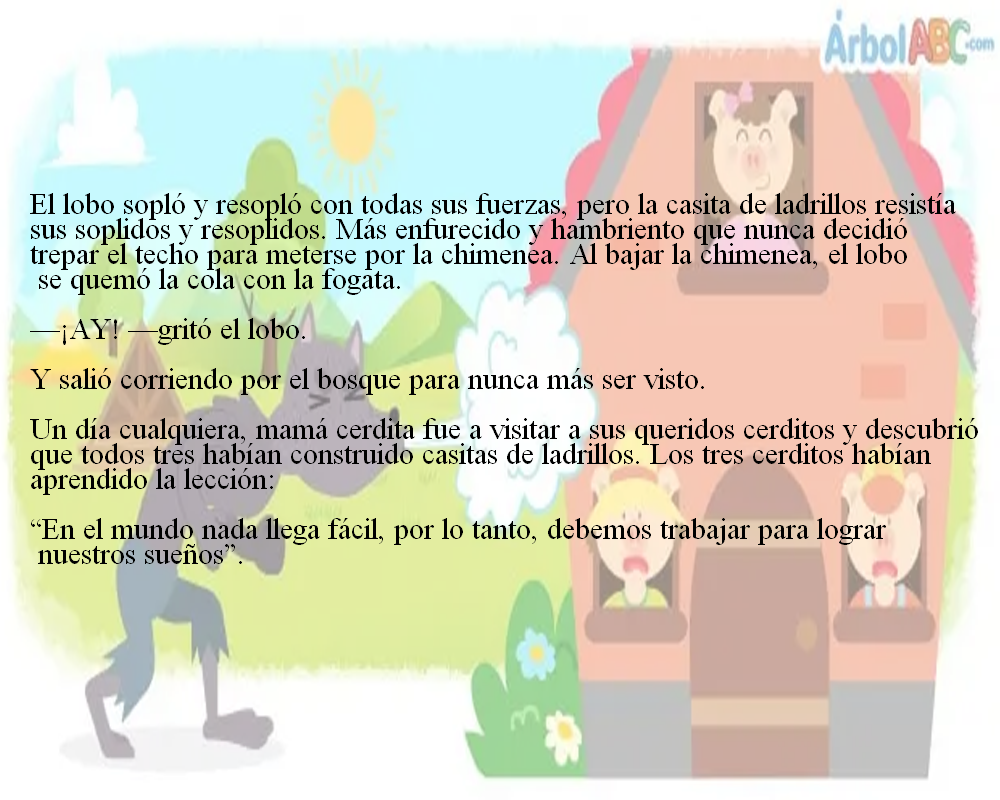 ÁrbolABC.com
El lobo sopló y resopló con todas sus fuerzas, pero la casita de ladrillos resistía
sus soplidos y resoplidos. Más enfurecido y hambriento que nunca decidió
trepar el techo para meterse por la chimenea. Al bajar la chimenea, el lobo
se quemó la cola con la fogata.
—¡AY! —gritó el lobo.
Y salió corriendo por el bosque para nunca más ser visto.
Un día cualquiera, mamá cerdita fue a visitar a sus queridos cerditos y descubrió
que todos tres habían construido casitas de ladrillos. Los tres cerditos habían
aprendido la lección:
“En el mundo nada llega fácil, por lo tanto, debemos trabajar para lograr
nuestros sueños”.